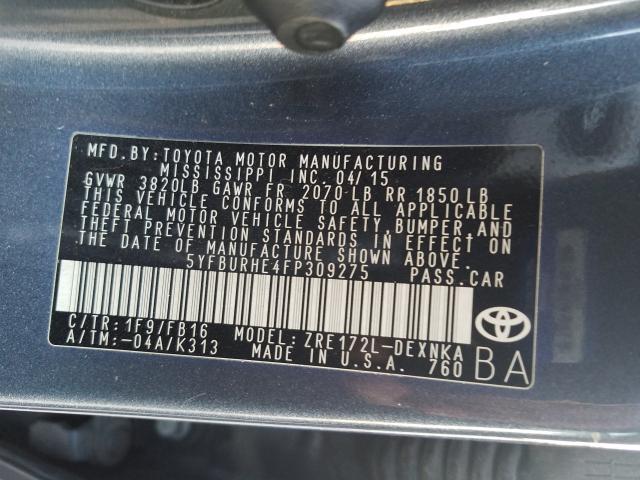 MFD.BY:TOYOTA MOTOR MANUFACTURING
MISSISSIPPI INC. 04/15
GVWR 3820LB GAWR FR 2070 LB RR 1850 LB
THIS VEHICLE CONFORMS TO ALL APPLICABLE
FEDERAL MOTOR VEHICLE SAFETY,BUMPER,AND
THEFT PREVENTION STANDARDS IN EFFECT ON
THE DATE OF MANUFACTURE SHOWN ABOVE.
5YFBURHE4FP309275 PASS.CAR
C/TR:1F9/FB16 MODEL: ZRE172L-DEXNKA
A/TM:-04A/K313 MADE IN U.S.A. 760
BA